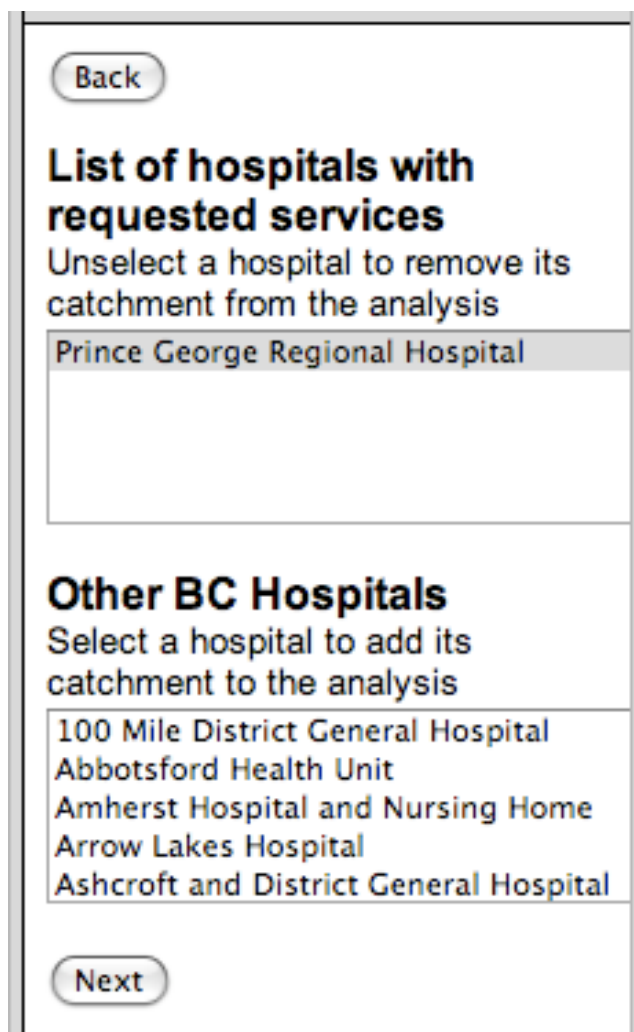 Back
List of hospitals with
requested services
Unselect a hospital to remove its
catchment from the analysis
Prince George Regional Hospital
Other BC Hospitals
Select a hospital to add its
catchment to the analysis
100 Mile District General Hospital
Abbotsford Health Unit
Amherst Hospital and Nursing Home
Arrow Lakes Hospital
Ashcroft and District General Hospital
Next